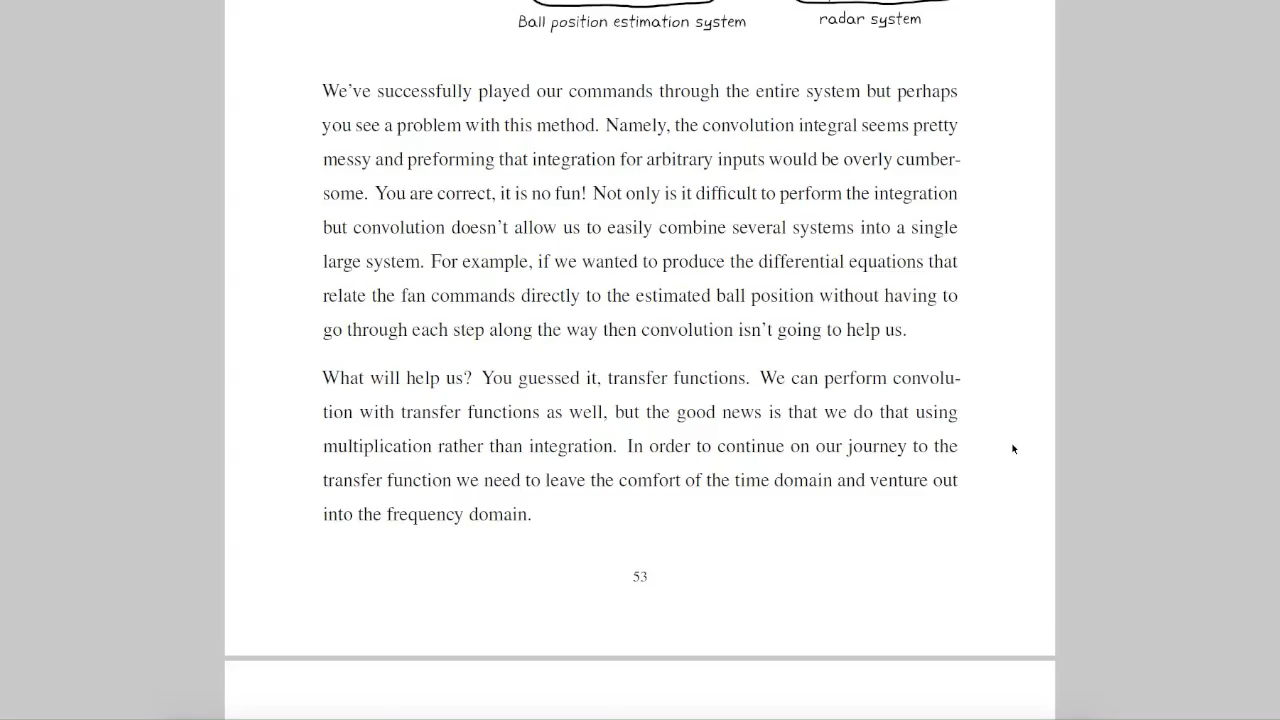 Ball position estimation system
radar system
We've successfully played our commands through the entire system but perhaps
you see a problem with this method. Namely, the convolution integral seems pretty
messy and preforming that integration for arbitrary inputs would be overly cumber-
some. You are correct, it is no fun! Not only is it difficult to perform the integration
but convolution doesn't allow us to easily combine several systems into a single
large system. For example, if we wanted to produce the differential equations that
relate the fan commands directly to the estimated ball position without having to
go through each step along the way then convolution isn't going to help us.
What will help us? You guessed it, transfer functions. We can perform convolu-
tion with transfer functions as well, but the good news is that we do that using
multiplication rather than integration. In order to continue on our journey to the
transfer function we need to leave the comfort of the time domain and venture out
into the frequency domain.
53